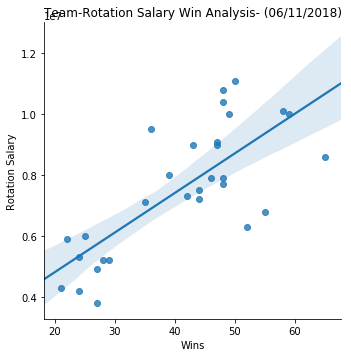 Team-Rotation Salary Win Analysis- (06/11/2018)
1e7
1.2
1.0
0.8
0.6
0.4
Rotation Salary
20 30 40 50 60
Wins